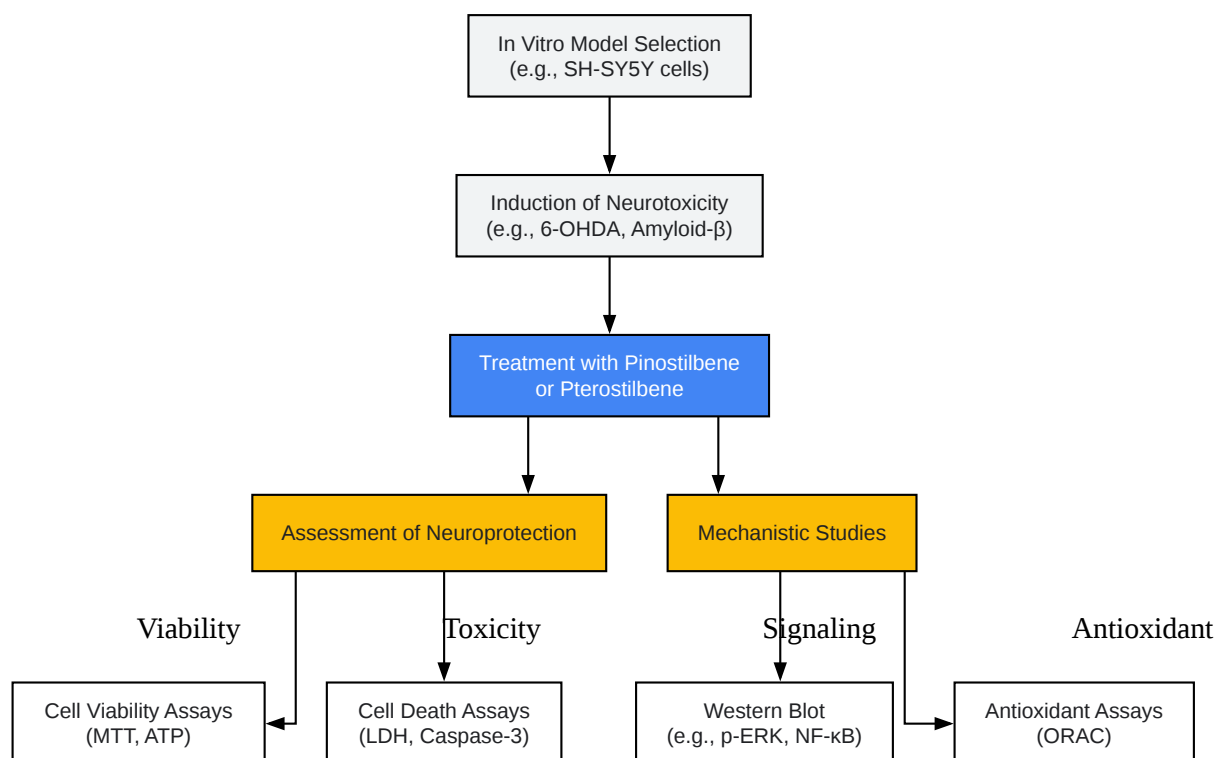 In Vitro Model Selection
(e.g., SH-SY5Y cells)
Induction of Neurotoxicity
(e.g., 6-OHDA, Amyloid-β)
Treatment with Pinostilbene
or Pterostilbene
Assessment of Neuroprotection
Mechanistic Studies
Viability
Toxicity
Signaling
Antioxidant
Cell Viability Assays
(MTT, ATP)
Cell Death Assays
(LDH, Caspase-3)
Western Blot
(e.g., p-ERK, NF-κB)
Antioxidant Assays
(ORAC)